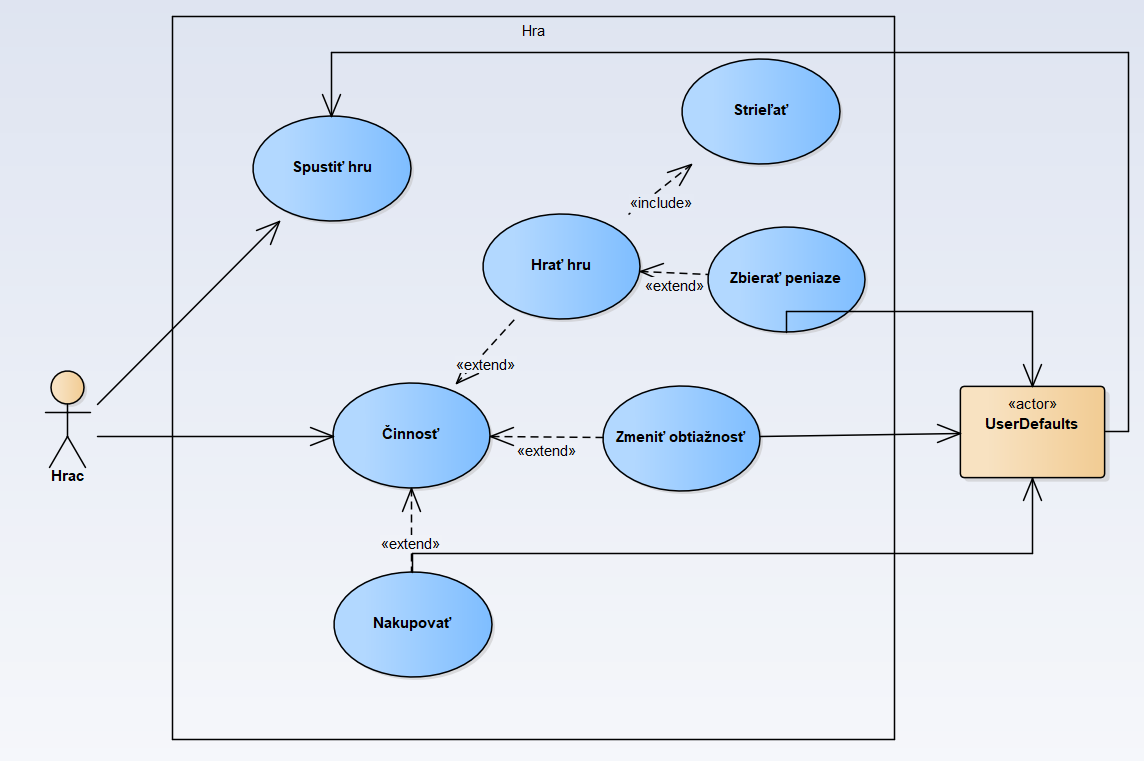 Hra
Strieľať
Spustiť hru
«include»
Hrať hru
Zbierať peniaze
«extend»
«extend»
«actor»
UserDefaults
Činnosť
Zmeniť obtiažnosť
«extend»
Hrac
«extend»
Nakupovať